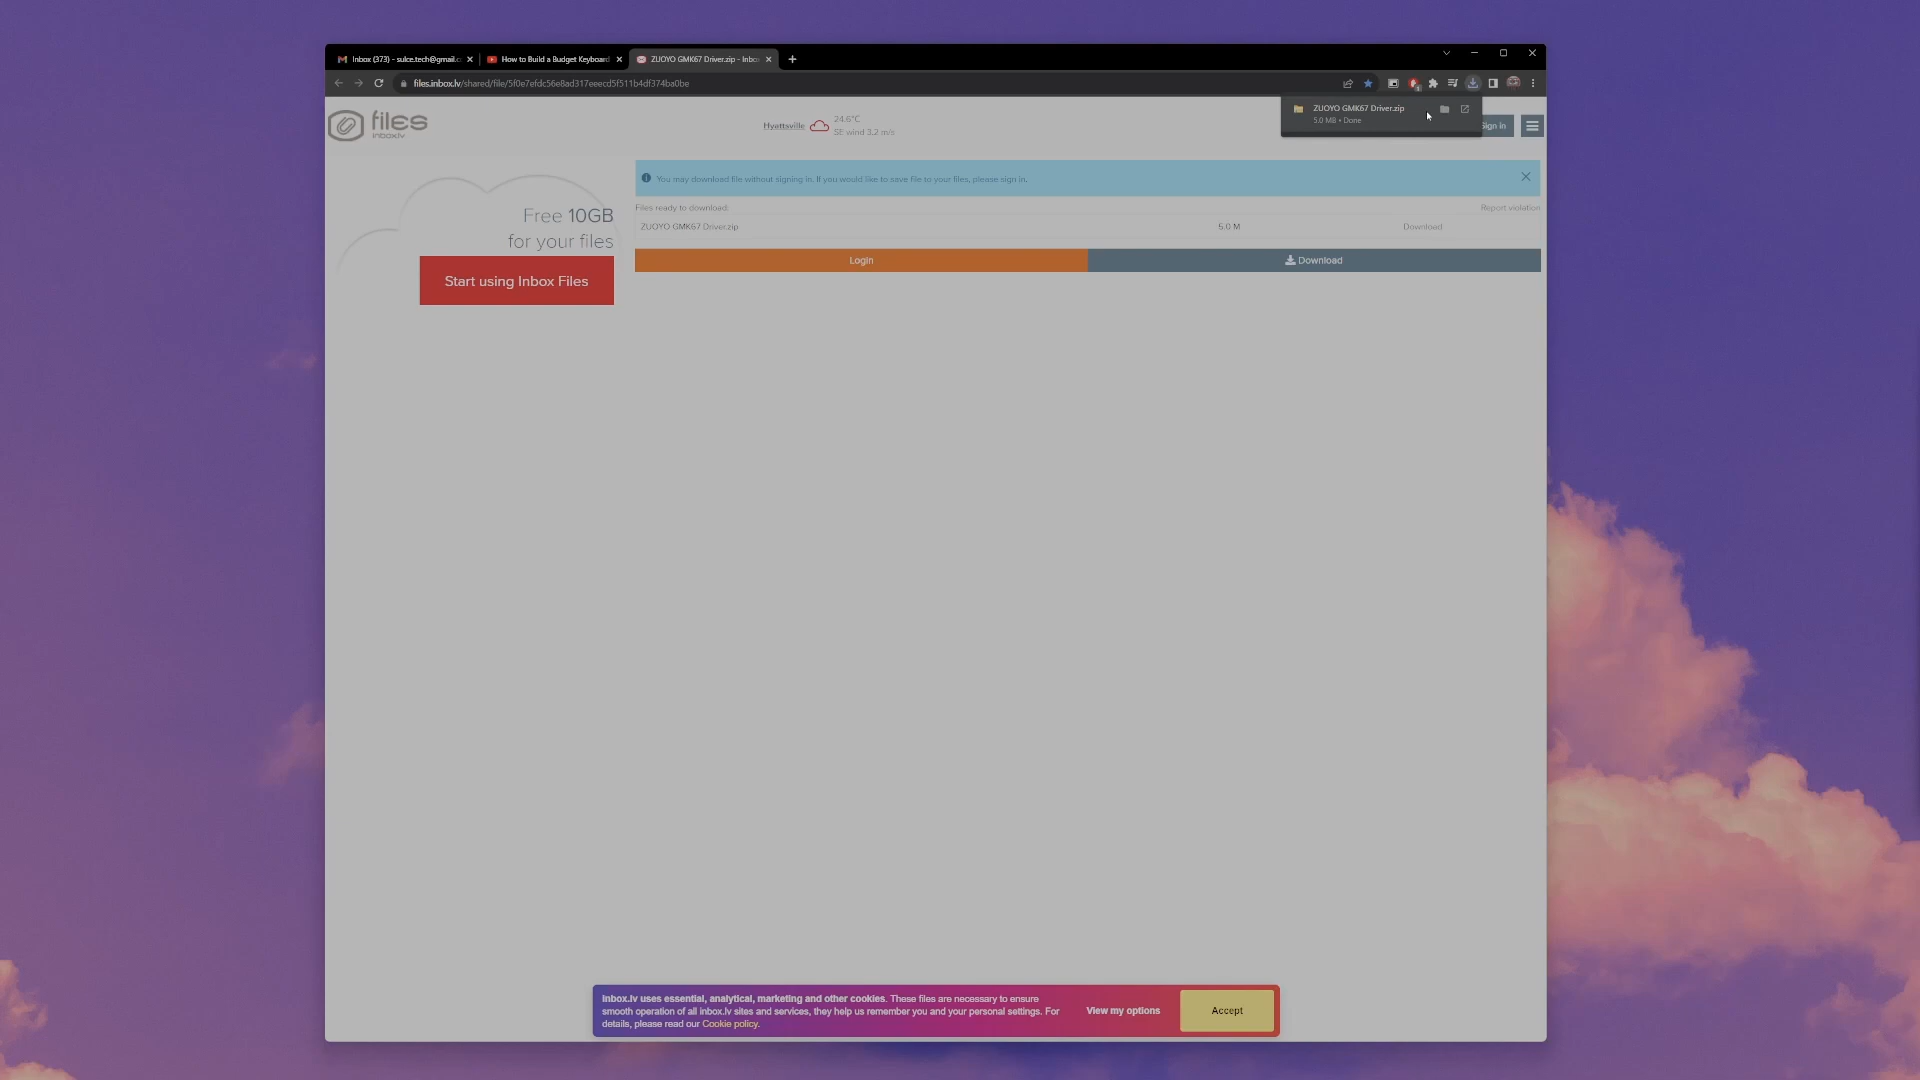 Inbox (373) - sulce.tech@gmail.c
How to Build a Budget Keyboard
ZUOYO GMK67 Driver.zip - Inbo
files.inbox.lv/shared/file/5f0e7efdc56e8ad317eeecd5f511b4df374ba0be
ZUOYO GMK67 Driver.zip
5.0 MB • Done
files
inbox.lv
Hyattsville
24.6°C
SE wind 3.2 m/s
Sign in
You may download file without signing in. If you would like to save file to your files, please sign in.
Files ready to download:
Report violation
ZUOYO GMK67 Driver.zip
5.0 M
Download
Login
Download
Free 10GB
for your files
Start using Inbox Files
Inbox.lv uses essential, analytical, marketing and other cookies. These files are necessary to ensure
smooth operation of all inbox.lv sites and services, they help us remember you and your personal settings. For
details, please read our Cookie policy.
View my options
Accept